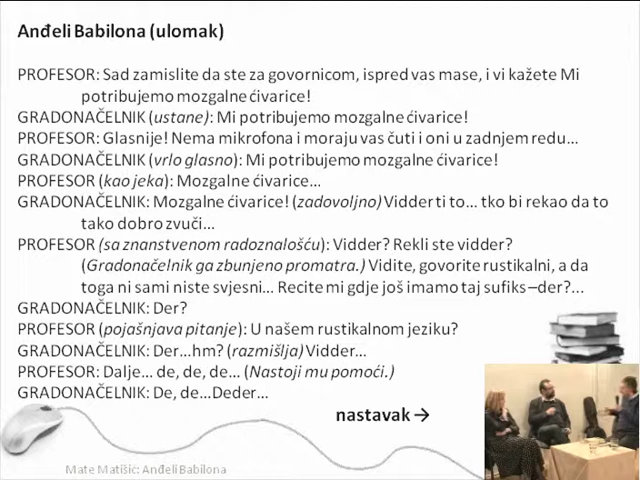 Anđeli Babilona (ulomak)
PROFESOR: Sad zamislite da ste za govornicom, ispred vas mase, i vi kažete Mi
potribujemo mozgalne ćivarice!
GRADONAČELNIK (ustane): Mi potribujemo mozgalne ćivarice!
PROFESOR: Glasnije! Nema mikrofona i moraju vas čuti i oni u zadnjem redu...
GRADONAČELNIK (vrlo glasno): Mi potribujemo mozgalne ćivarice!
PROFESOR (kao jeka): Mozgalne ćivarice...
GRADONAČELNIK: Mozgalne ćivarice! (zadovoljno) Vidder ti to... tko bi rekao da to
tako dobro zvuči...
PROFESOR (sa znanstvenom radoznalošću): Vidder? Rekli ste vidder?
(Gradonačelnik ga zbunjeno promatra.) Vidite, govorite rustikalni, a da
toga ni sami niste svjesni... Recite mi gdje još imamo taj sufiks –der?...
GRADONAČELNIK: Der?
PROFESOR (pojašnjava pitanje): U našem rustikalnom jeziku?
GRADONAČELNIK: Der...hm? (razmišlja) Vidder...
PROFESOR: Dalje... de, de, de... (Nastoji mu pomoći.)
GRADONAČELNIK: De, de...Deder...
nastavak →
Mate Matišić: Anđeli Babilona